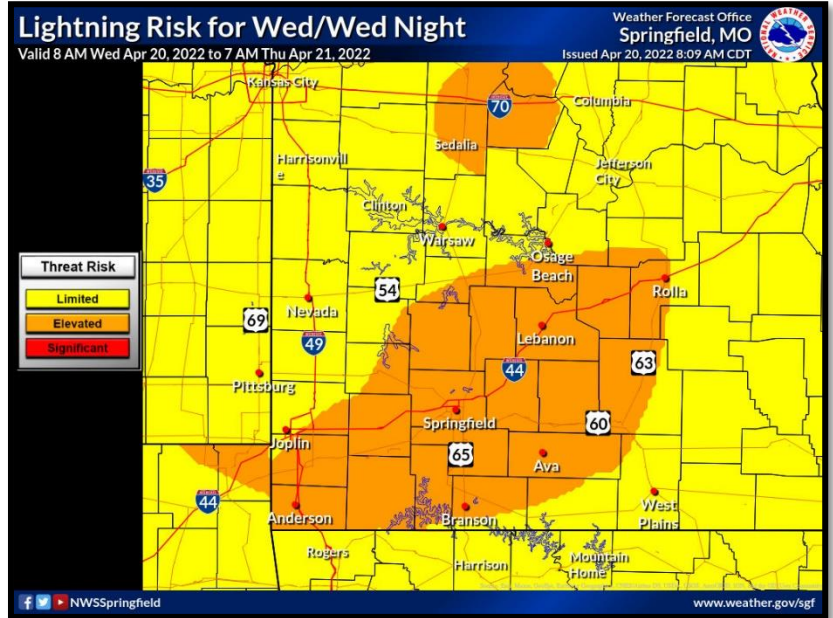 Lightning Risk for Wed/Wed Night
Valid 8 AM Wed Apr 20, 2022 to 7 AM Thu Apr 21, 2022
Weather Forecast Office
Springfield, MO
Issued Apr 20, 2022 8:09 AM CDT
NATIONAL WEATHER SERVICE
Kansas City
70
Columbia
Sedalia
Harrisonvill
e
Jefferson
City
35
Clinton
Warsaw
Osage
Beach
Threat Risk
Limited
Elevated
Significant
54
Rolla
Nevada
69
49
Lebanon
63
44
Pittsburg
Springfield
60
Joplin
65
Ava
44
Anderson
Branson
West
Plains
Rogers
Harrison
Mountain
Home
NWSSpringfield
www.weather.gov/sgf